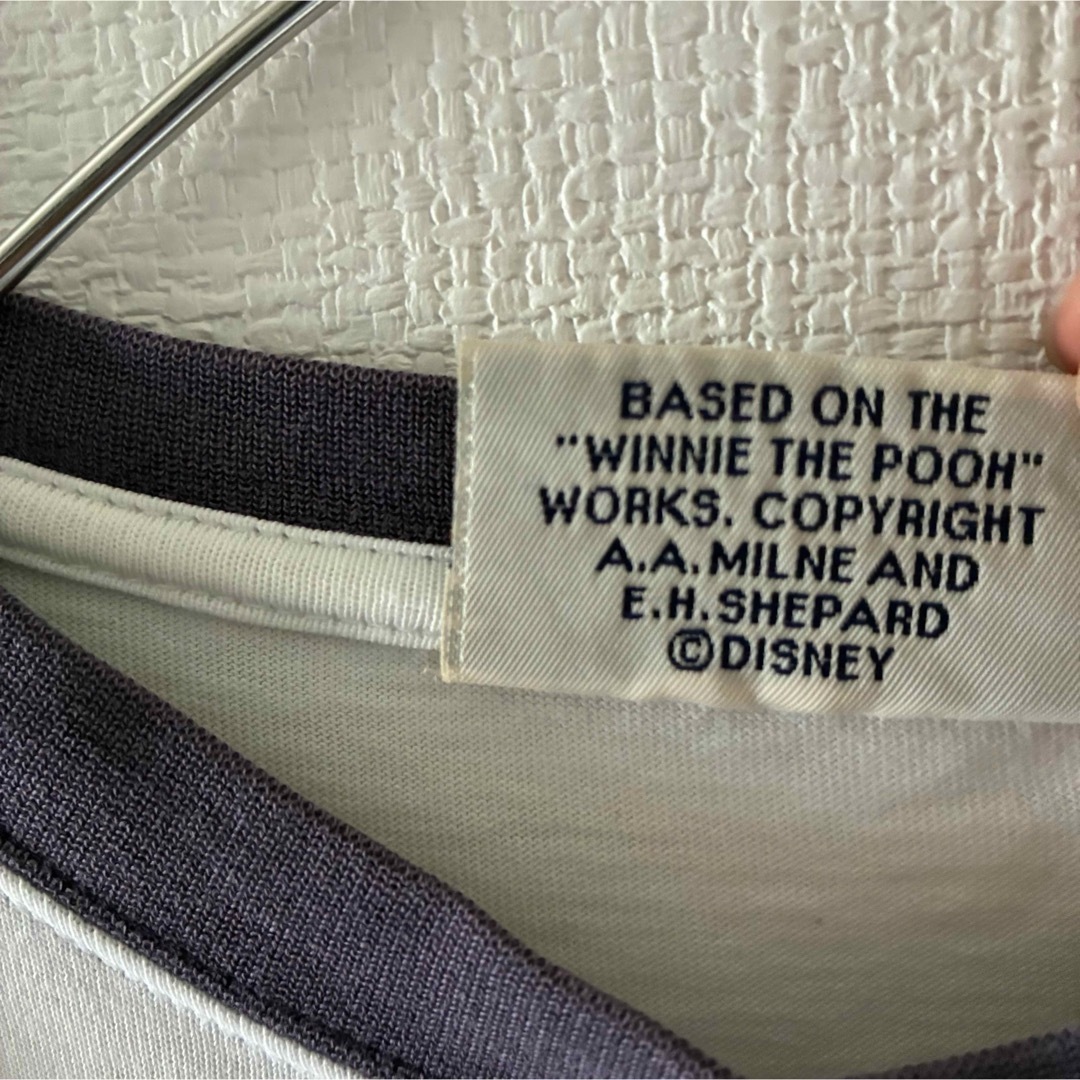 BASED ON THE
"WINNIE THE POOH"
WORKS. COPYRIGHT
A.A.MILNE AND
E.H.SHEPARD
©DISNEY